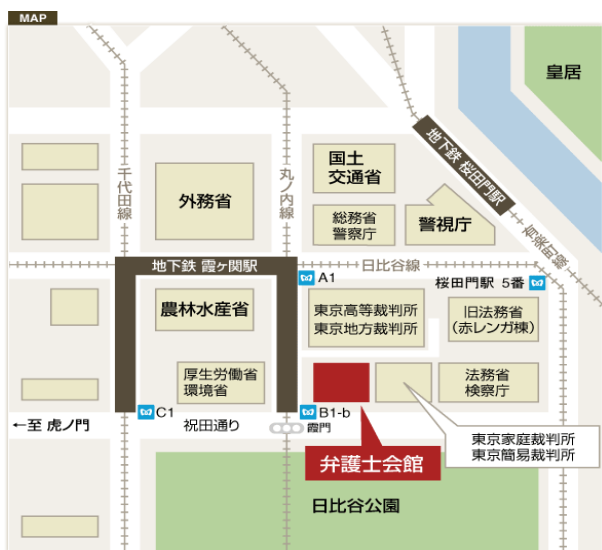 MAP
皇居
地下鉄 桜田門駅
千代田線
丸ノ内線
国土
交通省
外務省
総務省
警察庁
警視庁
有楽町線
地下鉄 霞ヶ関駅
日比谷線
A1
桜田門駅 5番
農林水産省
東京高等裁判所
東京地方裁判所
旧法務省
(赤レンガ棟)
厚生労働省
環境省
法務省
検察庁
C1
B1-b
←至 虎ノ門
祝田通り
霞門
東京家庭裁判所
東京簡易裁判所
弁護士会館
日比谷公園